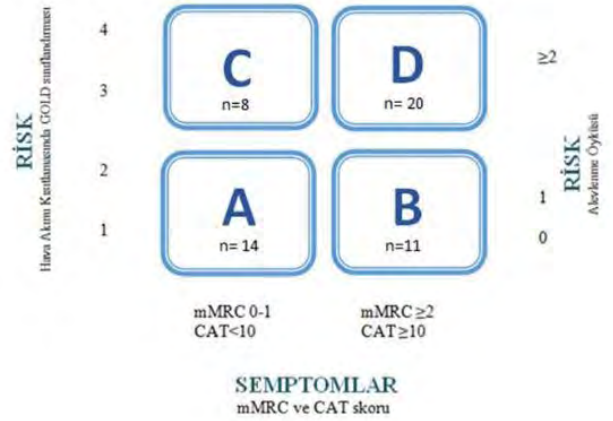 4
3
2
1
RİSK
Hava Akımı Kısıtlamasında GOLD sınıflandırması
C
n=8
D
n= 20
A
n= 14
B
n=11
≥2
1
0
RİSK
Alevlenme Öyküsü
mMRC 0-1
CAT<10
mMRC ≥2
CAT≥10
SEMPTOMLAR
mMRC ve CAT skoru